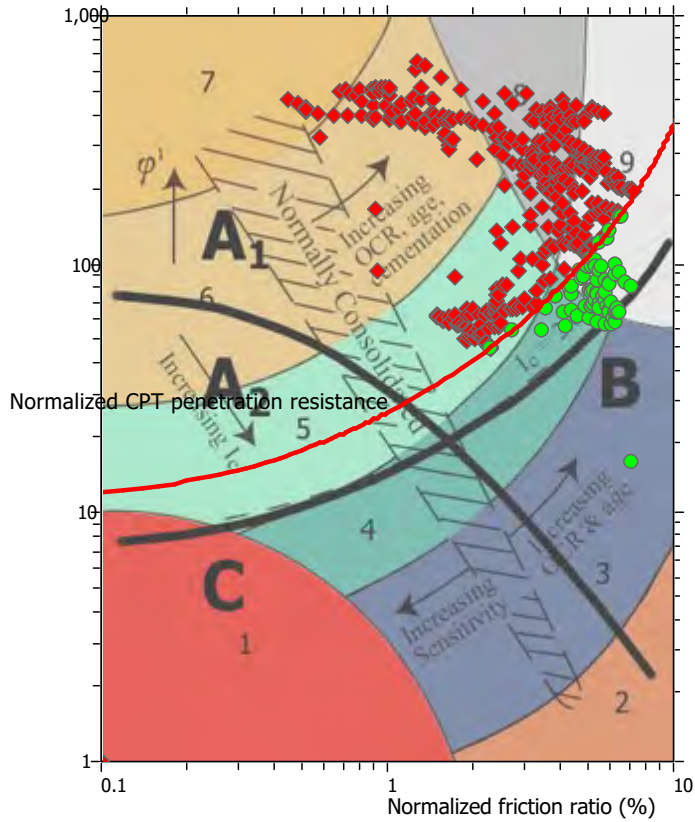 1,000
7
8
9
φ'
Increasing
OCR, age,
cementation
Normally Consolidated
A1
100
6
Ic
A2
B
Normalized CPT penetration resistance
Increasing Ic
5
10
4
Increasing
OCR & age
C
3
Increasing
Sensitivity
1
2
1
0.1
1
10
Normalized friction ratio (%)